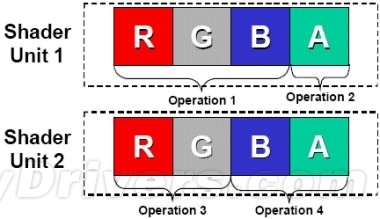 Shader
Unit 1
R G B A
Operation 1
Operation 2
Shader
Unit 2
R G B A
Operation 3
Operation 4